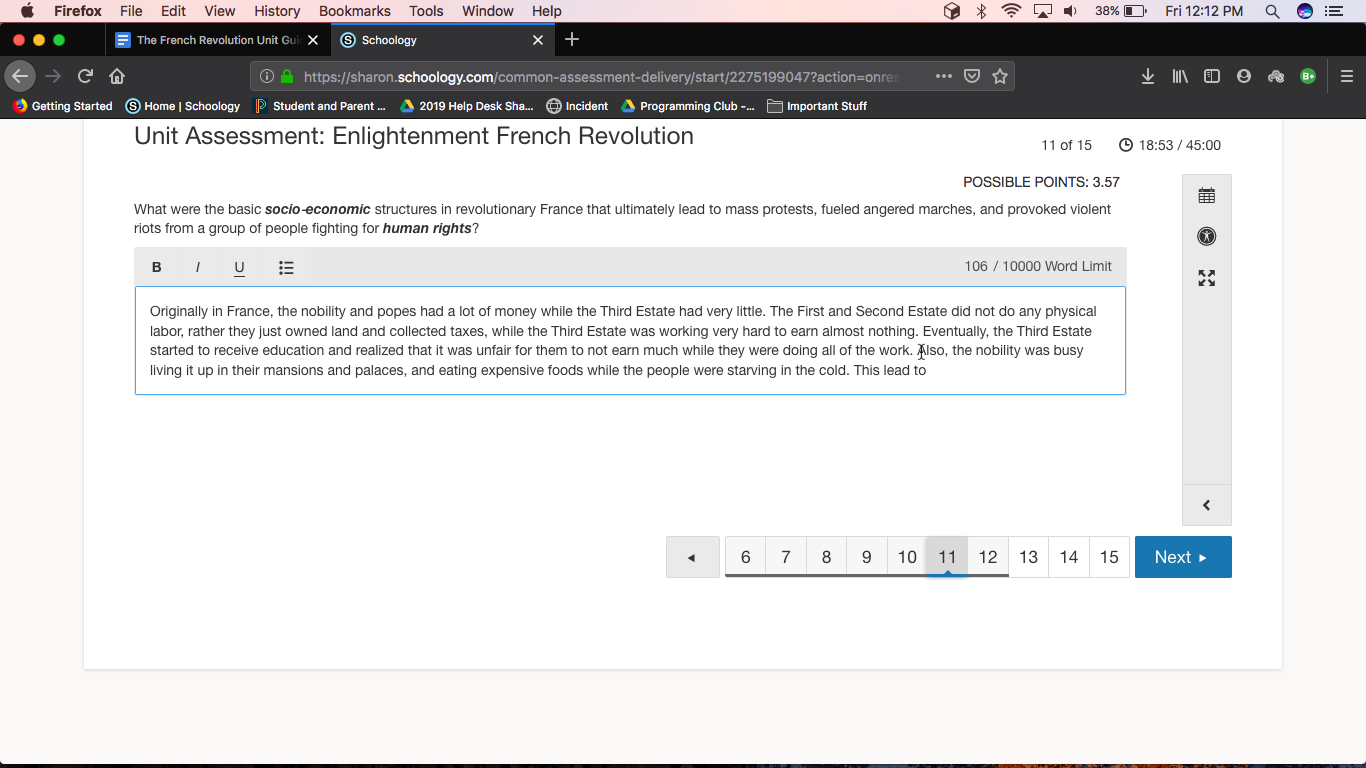 Firefox File Edit View History Bookmarks Tools Window Help 38% Fri 12:12 PM
The French Revolution Unit Gui
S Schoology
https://sharon.schoology.com/common-assessment-delivery/start/2275199047?action=onres
Getting Started Home | Schoology Student and Parent ... 2019 Help Desk Sha... Incident Programming Club -... Important Stuff
Unit Assessment: Enlightenment French Revolution
11 of 15 18:53 / 45:00
POSSIBLE POINTS: 3.57
What were the basic socio-economic structures in revolutionary France that ultimately lead to mass protests, fueled angered marches, and provoked violent
riots from a group of people fighting for human rights?
B I U 106 / 10000 Word Limit
Originally in France, the nobility and popes had a lot of money while the Third Estate had very little. The First and Second Estate did not do any physical
labor, rather they just owned land and collected taxes, while the Third Estate was working very hard to earn almost nothing. Eventually, the Third Estate
started to receive education and realized that it was unfair for them to not earn much while they were doing all of the work. Also, the nobility was busy
living it up in their mansions and palaces, and eating expensive foods while the people were starving in the cold. This lead to
6 7 8 9 10 11 12 13 14 15 Next